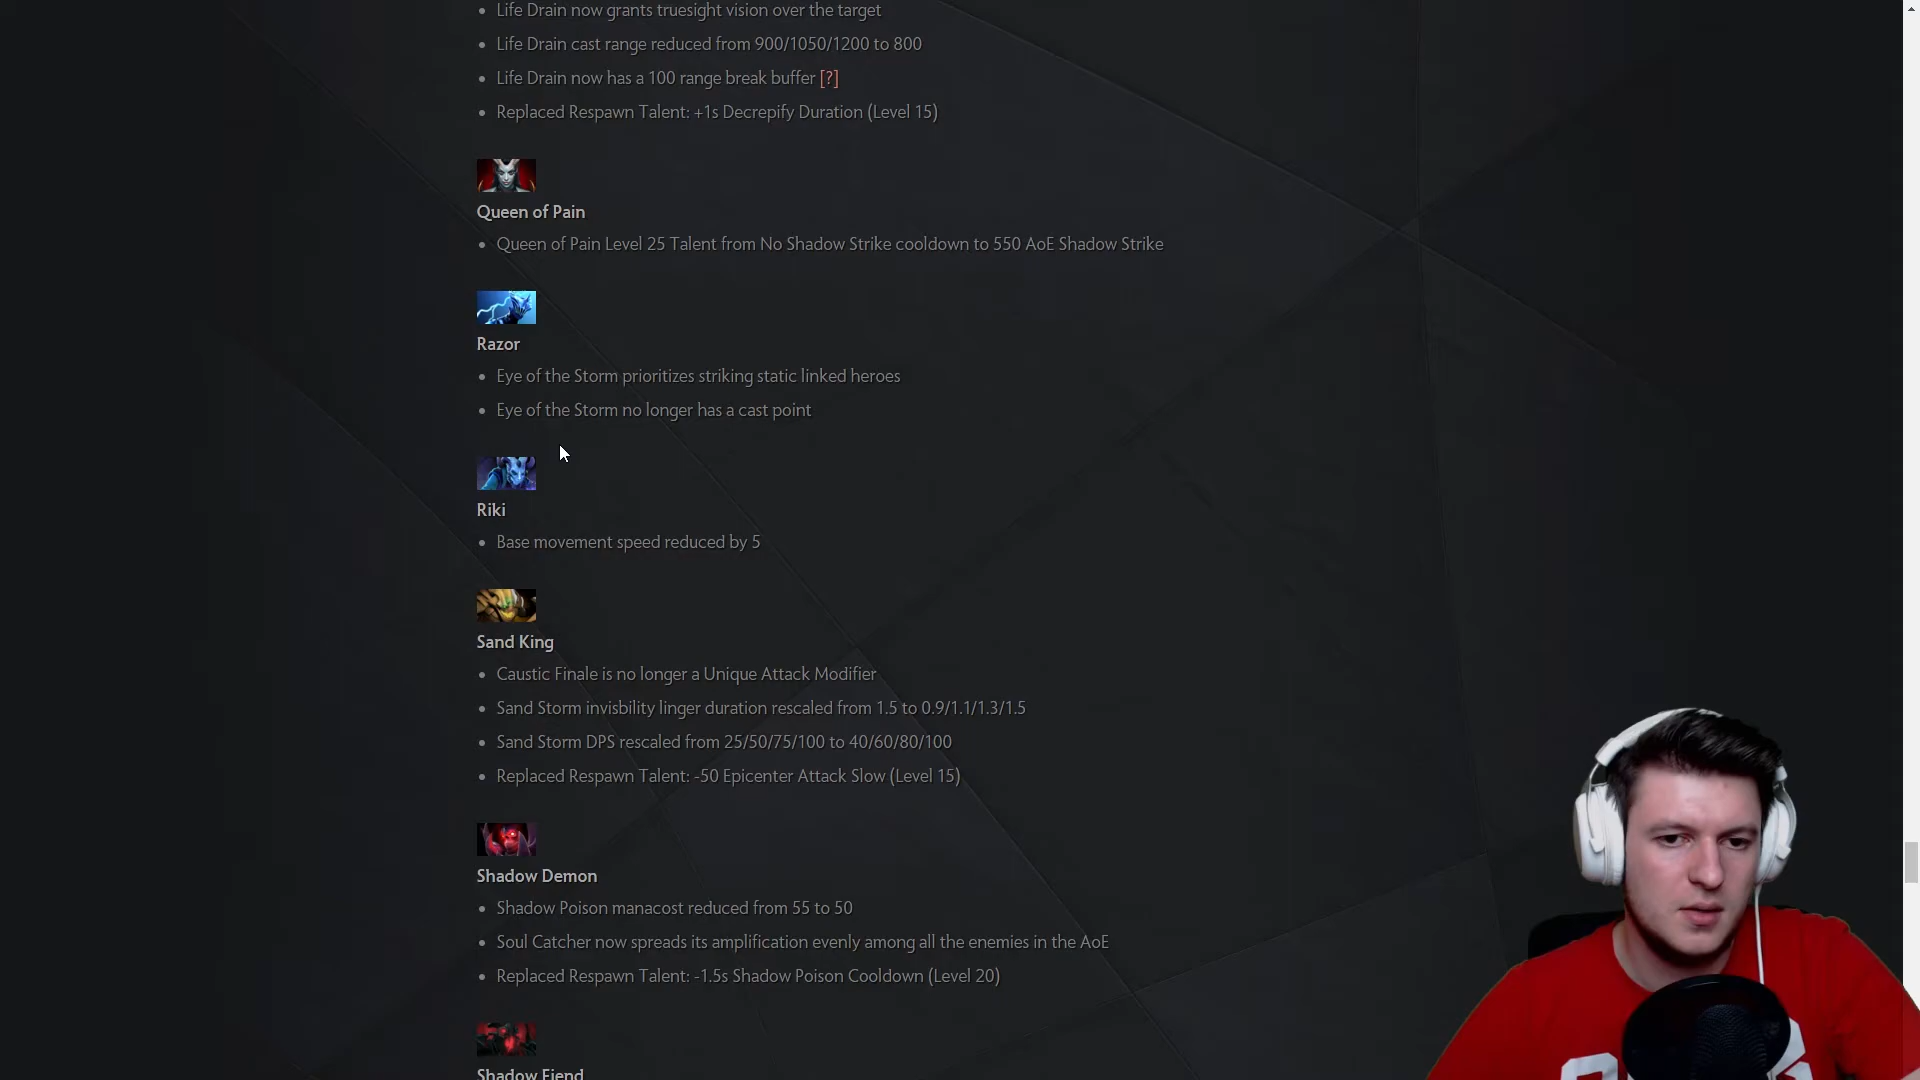 • Life Drain now grants truesight vision over the target
• Life Drain cast range reduced from 900/1050/1200 to 800
• Life Drain now has a 100 range break buffer [?]
• Replaced Respawn Talent: +1s Decrepify Duration (Level 15)
Queen of Pain
• Queen of Pain Level 25 Talent from No Shadow Strike cooldown to 550 AoE Shadow Strike
Razor
• Eye of the Storm prioritizes striking static linked heroes
• Eye of the Storm no longer has a cast point
Riki
• Base movement speed reduced by 5
Sand King
• Caustic Finale is no longer a Unique Attack Modifier
• Sand Storm invisbility linger duration rescaled from 1.5 to 0.9/1.1/1.3/1.5
• Sand Storm DPS rescaled from 25/50/75/100 to 40/60/80/100
• Replaced Respawn Talent: -50 Epicenter Attack Slow (Level 15)
Shadow Demon
• Shadow Poison manacost reduced from 55 to 50
• Soul Catcher now spreads its amplification evenly among all the enemies in the AoE
• Replaced Respawn Talent: -1.5s Shadow Poison Cooldown (Level 20)
Shadow Fiend